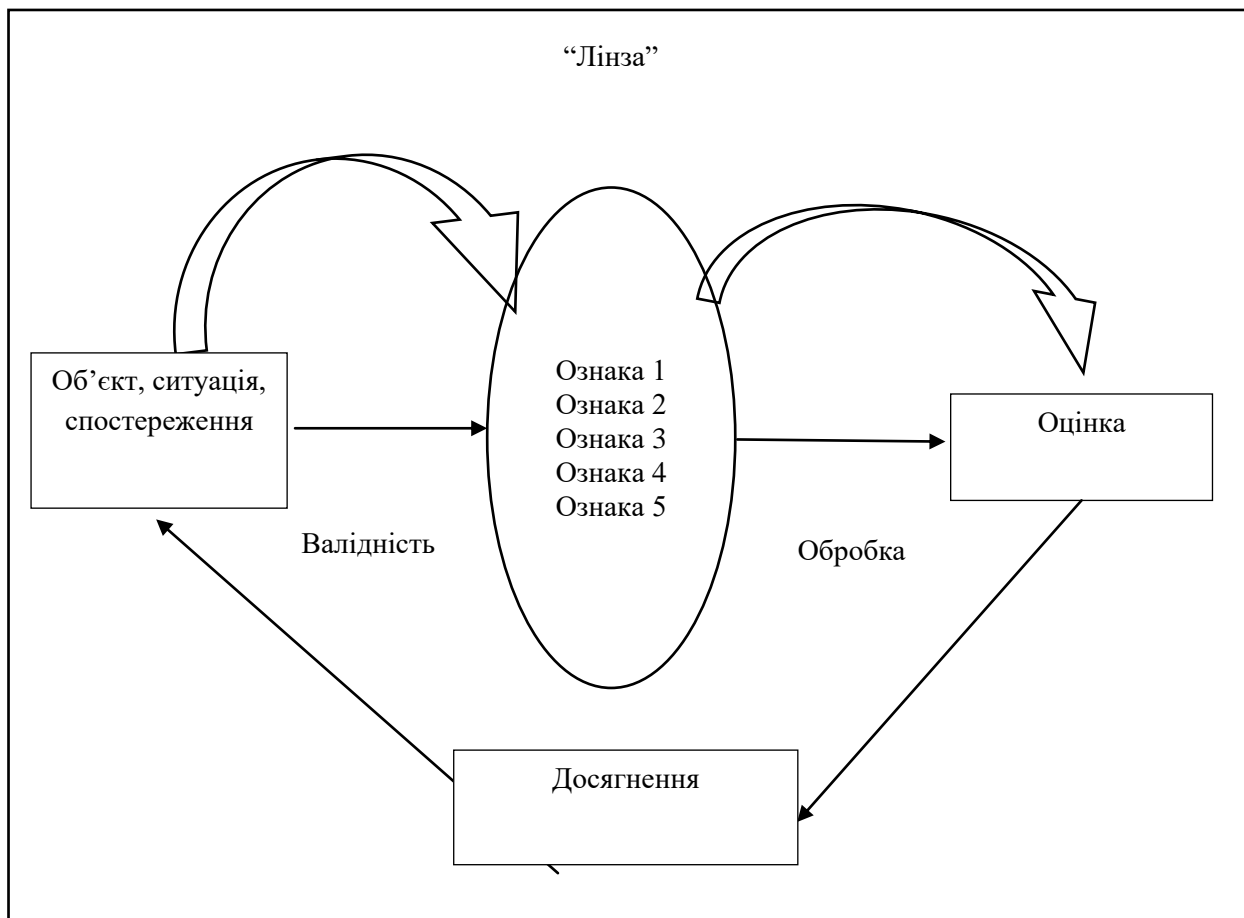 “Лінза”
Об’єкт, ситуація,
спостереження
Ознака 1
Ознака 2
Ознака 3
Ознака 4
Ознака 5
Оцінка
Валідність
Обробка
Досягнення